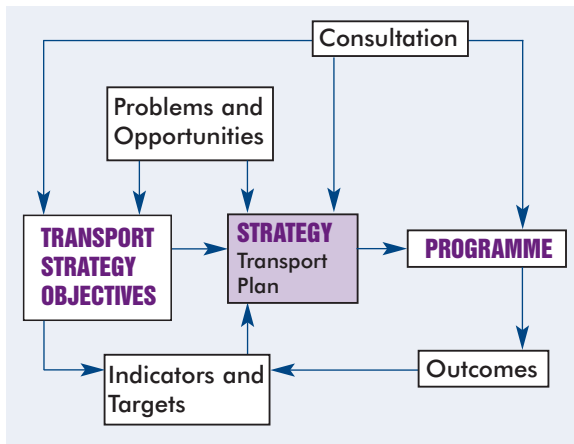 Consultation
Problems and
Opportunities
TRANSPORT
STRATEGY
OBJECTIVES
STRATEGY
Transport
Plan
PROGRAMME
Indicators and
Targets
Outcomes